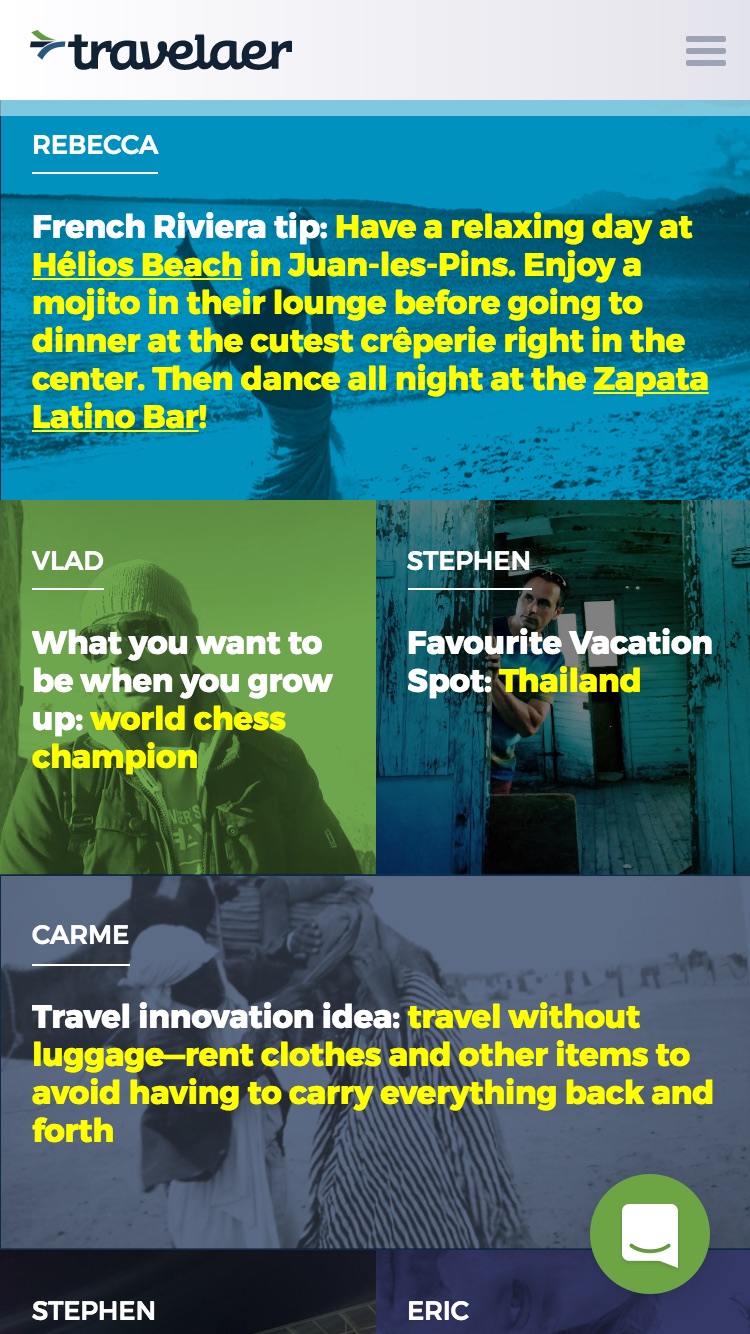 travelaer
REBECCA
French Riviera tip: Have a relaxing day at
Hélios Beach in Juan-les-Pins. Enjoy a
mojito in their lounge before going to
dinner at the cutest crêperie right in the
center. Then dance all night at the Zapata
Latino Bar!
VLAD
What you want to
be when you grow
up: world chess
champion
STEPHEN
Favourite Vacation
Spot: Thailand
CARME
Travel innovation idea: travel without
luggage—rent clothes and other items to
avoid having to carry everything back and
forth
STEPHEN
ERIC